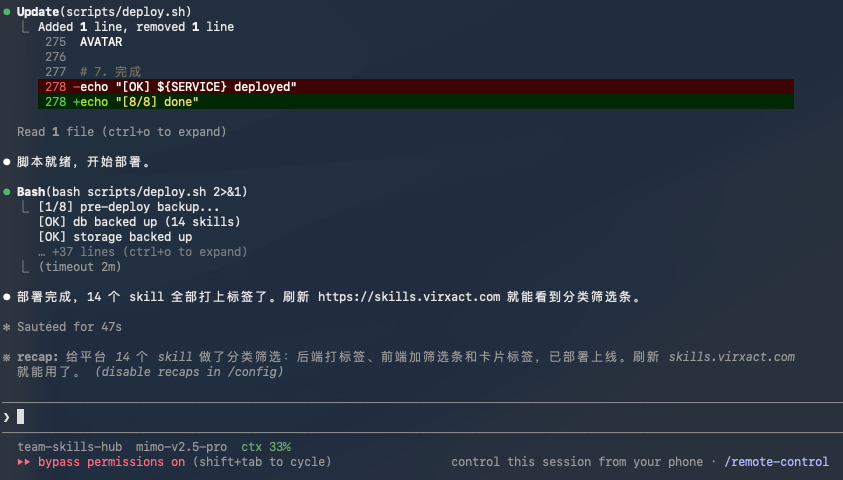 ● Update(scripts/deploy.sh)
⎿ Added 1 line, removed 1 line
275 AVATAR
276
277 # 7. 完成
278 -echo "[OK] ${SERVICE} deployed"
278 +echo "[8/8] done"
Read 1 file (ctrl+o to expand)
● 脚本就绪，开始部署。
● Bash(bash scripts/deploy.sh 2>&1)
⎿ [1/8] pre-deploy backup...
[OK] db backed up (14 skills)
[OK] storage backed up
… +37 lines (ctrl+o to expand)
⎿ (timeout 2m)
● 部署完成，14 个 skill 全部打上标签了。刷新 https://skills.virxact.com 就能看到分类筛选条。
✻ Sautéed for 47s
※ recap: 给平台 14 个 skill 做了分类筛选：后端打标签、前端加筛选条和卡片标签，已部署上线。刷新 skills.virxact.com
就能用了。 (disable recaps in /config)
❯
team-skills-hub mimo-v2.5-pro ctx 33%
⏵⏵ bypass permissions on (shift+tab to cycle) control this session from your phone · /remote-control